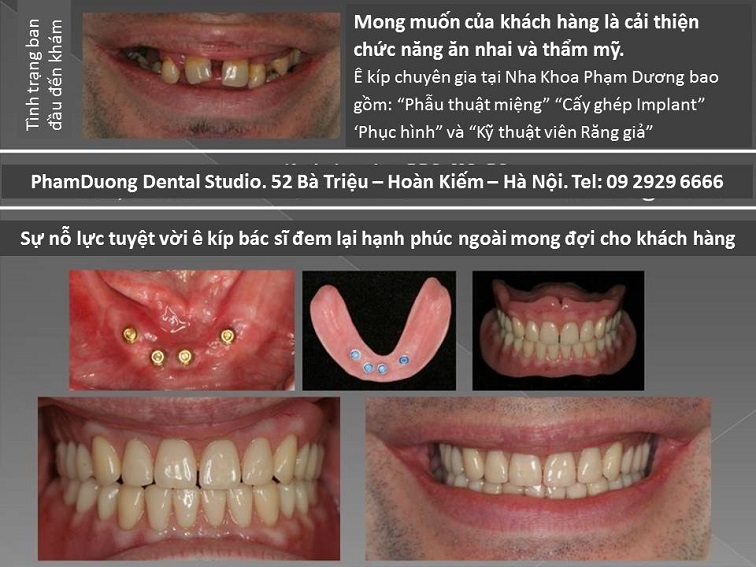 Tình trạng ban
đầu đến khám
Mong muốn của khách hàng là cải thiện
chức năng ăn nhai và thẩm mỹ.
Ê kíp chuyên gia tại Nha Khoa Phạm Dương bao
gồm: “Phẫu thuật miệng” “Cấy ghép Implant”
‘Phục hình” và “Kỹ thuật viên Răng giả”
PhamDuong Dental Studio. 52 Bà Triệu – Hoàn Kiếm – Hà Nội. Tel: 09 2929 6666
Sự nỗ lực tuyệt vời ê kíp bác sĩ đem lại hạnh phúc ngoài mong đợi cho khách hàng